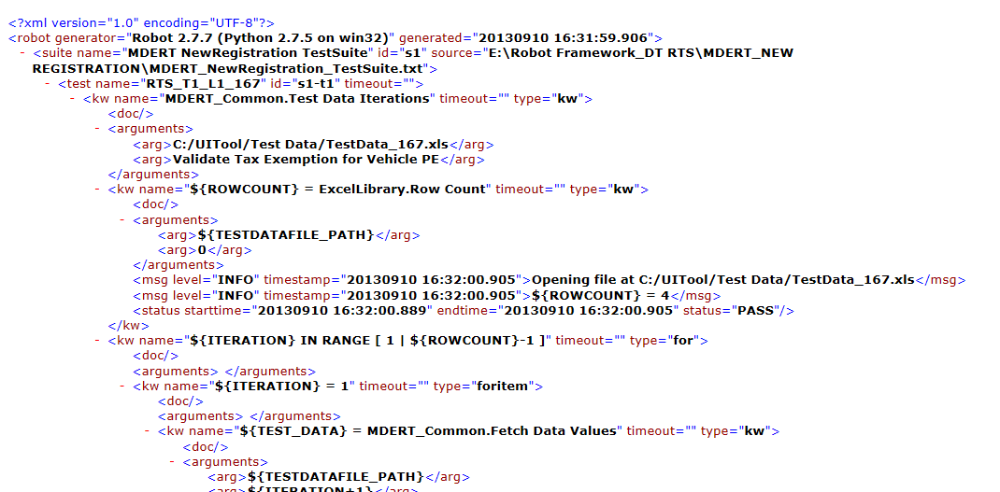 <?xml version="1.0" encoding="UTF-8"?>
<robot generator="Robot 2.7.7 (Python 2.7.5 on win32)" generated="20130910 16:31:59.906">
- <suite name="MDERT NewRegistration TestSuite" id="s1" source="E:\Robot Framework_DT RTS\MDERT_NEW
REGISTRATION\MDERT_NewRegistration_TestSuite.txt">
- <test name="RTS_T1_L1_167" id="s1-t1" timeout="">
- <kw name="MDERT_Common.Test Data Iterations" timeout="" type="kw">
<doc/>
- <arguments>
<arg>C:/UITool/Test Data/TestData_167.xls</arg>
<arg>Validate Tax Exemption for Vehicle PE</arg>
</arguments>
- <kw name="${ROWCOUNT} = ExcelLibrary.Row Count" timeout="" type="kw">
<doc/>
- <arguments>
<arg>${TESTDATAFILE_PATH}</arg>
<arg>0</arg>
</arguments>
<msg level="INFO" timestamp="20130910 16:32:00.905">Opening file at C:/UITool/Test Data/TestData_167.xls</msg>
<msg level="INFO" timestamp="20130910 16:32:00.905">${ROWCOUNT} = 4</msg>
<status starttime="20130910 16:32:00.889" endtime="20130910 16:32:00.905" status="PASS"/>
</kw>
- <kw name="${ITERATION} IN RANGE [ 1 | ${ROWCOUNT}-1 ]" timeout="" type="for">
<doc/>
<arguments> </arguments>
- <kw name="${ITERATION} = 1" timeout="" type="foritem">
<doc/>
<arguments> </arguments>
- <kw name="${TEST_DATA} = MDERT_Common.Fetch Data Values" timeout="" type="kw">
<doc/>
- <arguments>
<arg>${TESTDATAFILE_PATH}</arg>
<arg>${ITERATION+1}</arg>